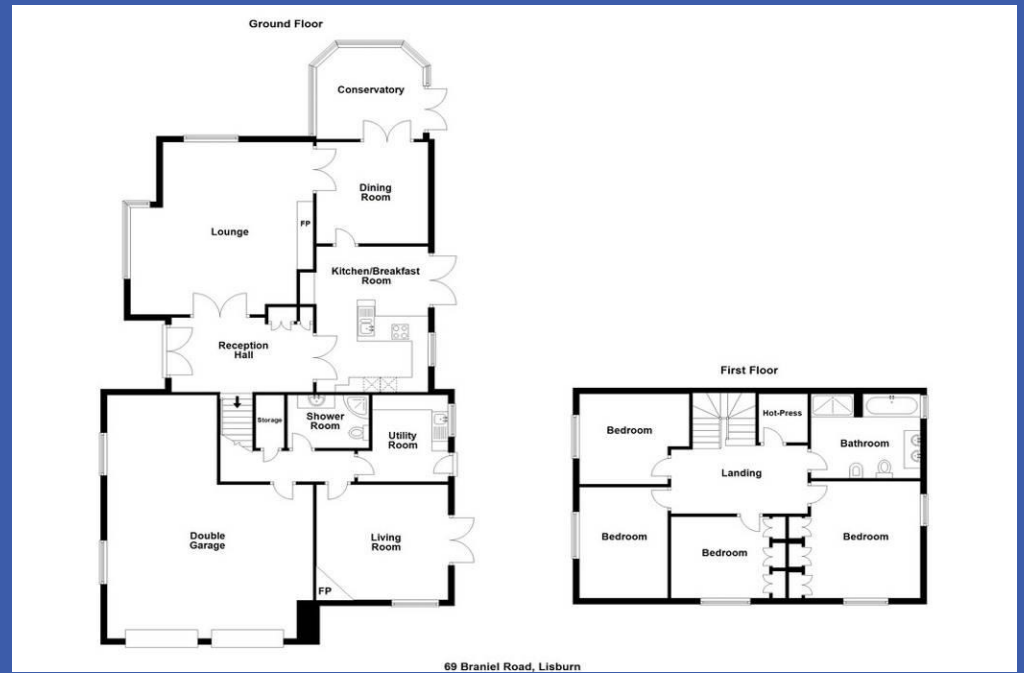 Ground Floor
Conservatory
Dining
Room
Lounge
FP
Kitchen/Breakfast
Room
Reception
Hall
Storage
Shower
Room
Utility
Room
Double
Garage
Living
Room
FP
First Floor
Bedroom
Hot-Press
Bathroom
Landing
Bedroom
Bedroom
Bedroom
69 Braniel Road, Lisburn